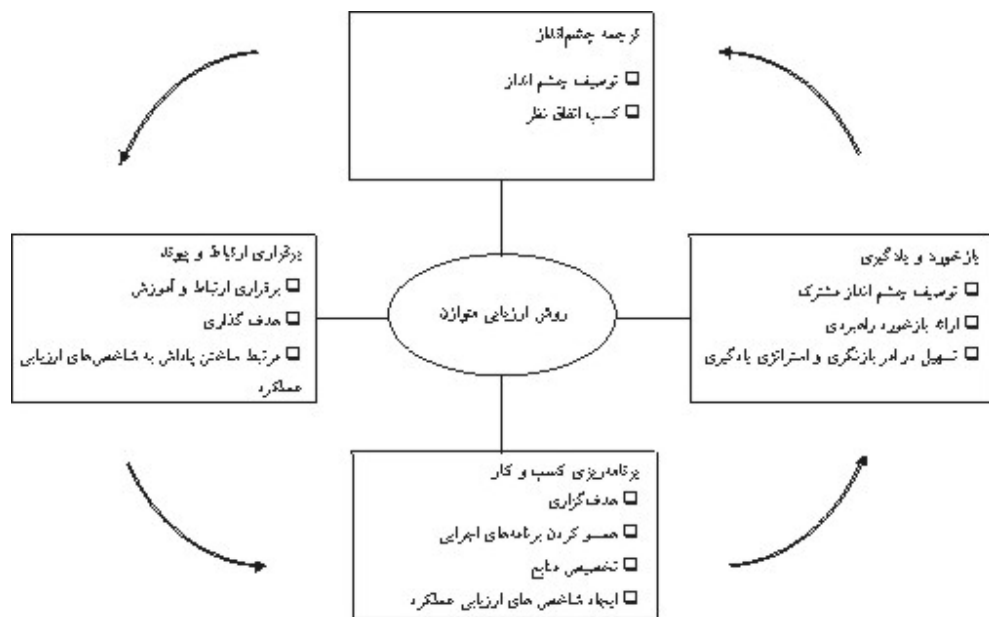 ترجمه چشم‌انداز
❑ توصیف چشم انداز
❑ کسب اتفاق نظر
برقراری ارتباط و پیوند
❑ برقراری ارتباط و آموزش
❑ هدف گذاری
❑ مرتبط ساختن پاداش به شاخص‌های ارزیابی
عملکرد
روش ارزیابی متوازن
بازخورد و یادگیری
❑ توصیف چشم انداز مشترک
❑ ارائه بازخورد راهبردی
❑ تسهیل در بازنگری و استراتژی یادگیری
برنامه‌ریزی کسب و کار
❑ هدف‌گزاری
❑ همسو کردن برنامه‌های اجرایی
❑ تخصیص منابع
❑ ایجاد شاخص های ارزیابی عملکرد